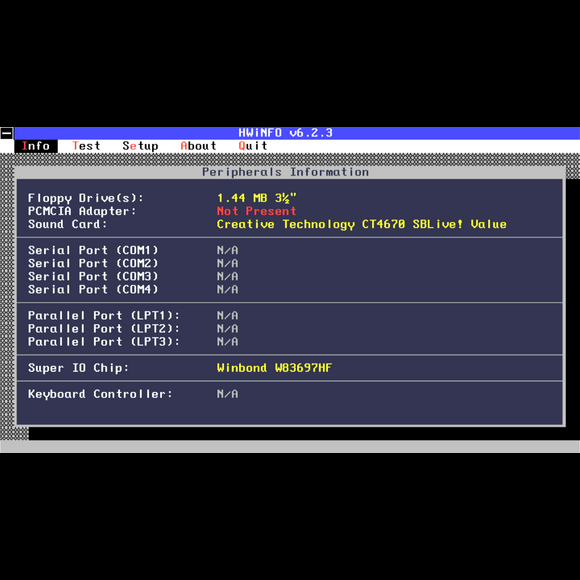 HWiNFO v6.2.3
Info Test Setup About Quit
Peripherals Information
Floppy Drive(s): 1.44 MB 3½"
PCMCIA Adapter: Not Present
Sound Card: Creative Technology CT4670 SBLive! Value
Serial Port (COM1) N/A
Serial Port (COM2) N/A
Serial Port (COM3) N/A
Serial Port (COM4) N/A
Parallel Port (LPT1): N/A
Parallel Port (LPT2): N/A
Parallel Port (LPT3): N/A
Super IO Chip: Winbond W83697HF
Keyboard Controller: N/A